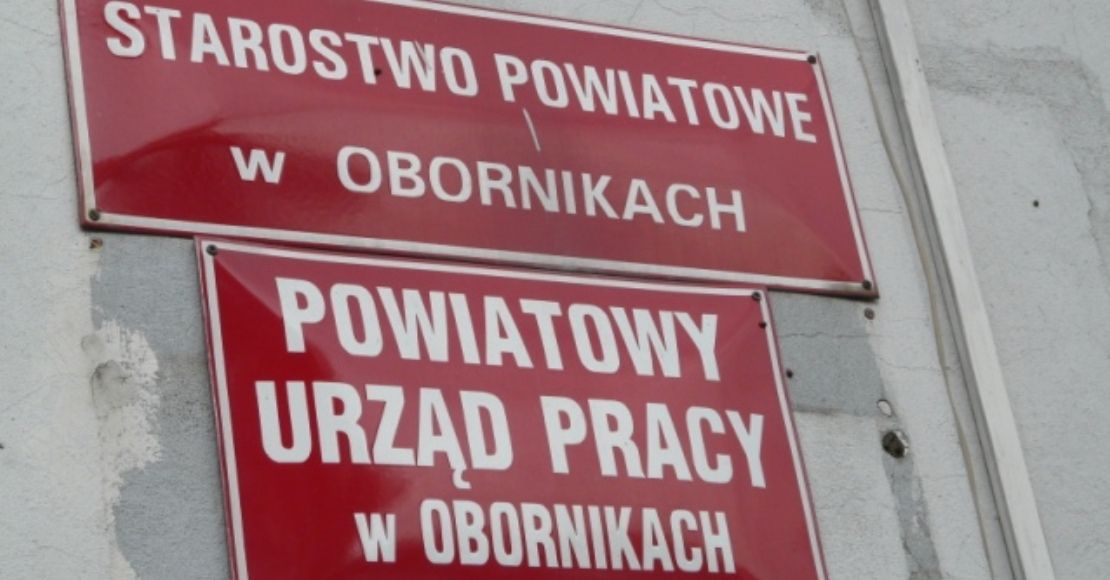 STAROSTWO POWIATOWE
w OBORNIKACH
POWIATOWY
URZĄD PRACY
w OBORNIKACH